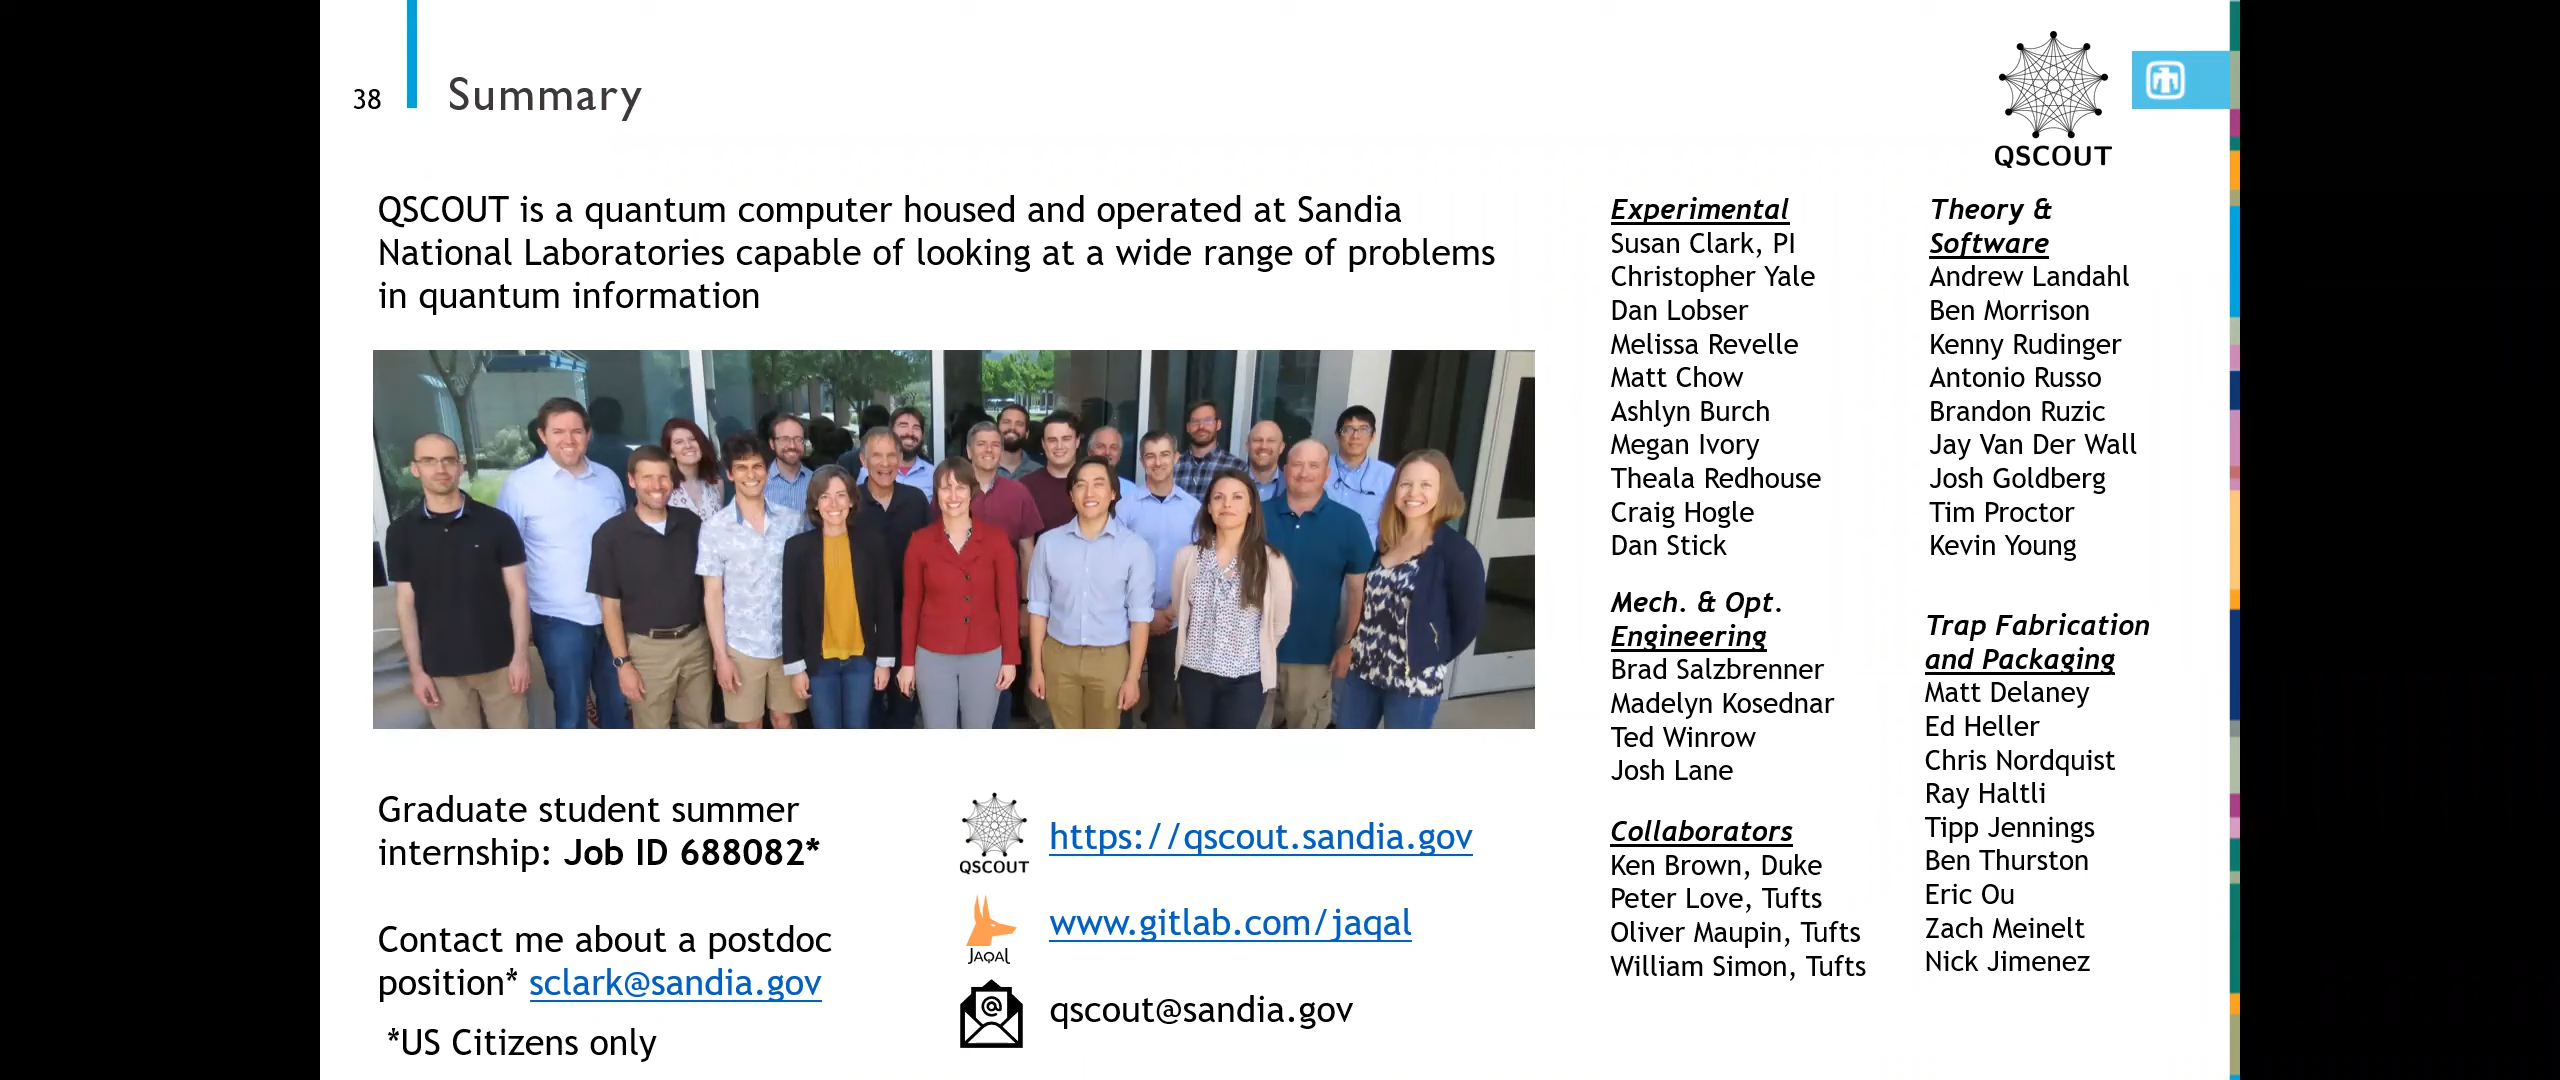 38
Summary
QSCOUT
QSCOUT is a quantum computer housed and operated at Sandia
National Laboratories capable of looking at a wide range of problems
in quantum information
Graduate student summer
internship: Job ID 688082*
Contact me about a postdoc
position* sclark@sandia.gov
*US Citizens only
QSCOUT
https://qscout.sandia.gov
JAQAL
www.gitlab.com/jaqal
@
qscout@sandia.gov
Experimental
Susan Clark, PI
Christopher Yale
Dan Lobser
Melissa Revelle
Matt Chow
Ashlyn Burch
Megan Ivory
Theala Redhouse
Craig Hogle
Dan Stick
Mech. & Opt.
Engineering
Brad Salzbrenner
Madelyn Kosednar
Ted Winrow
Josh Lane
Collaborators
Ken Brown, Duke
Peter Love, Tufts
Oliver Maupin, Tufts
William Simon, Tufts
Theory &
Software
Andrew Landahl
Ben Morrison
Kenny Rudinger
Antonio Russo
Brandon Ruzic
Jay Van Der Wall
Josh Goldberg
Tim Proctor
Kevin Young
Trap Fabrication
and Packaging
Matt Delaney
Ed Heller
Chris Nordquist
Ray Haltli
Tipp Jennings
Ben Thurston
Eric Ou
Zach Meinelt
Nick Jimenez